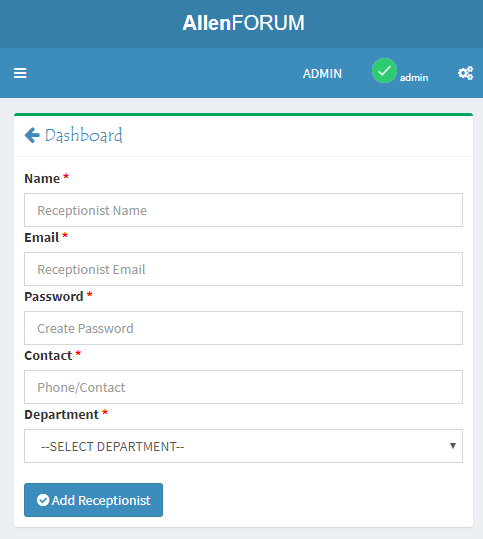 AllenFORUM
ADMIN admin
Dashboard
Name *
Receptionist Name
Email *
Receptionist Email
Password *
Create Password
Contact *
Phone/Contact
Department *
--SELECT DEPARTMENT--
Add Receptionist